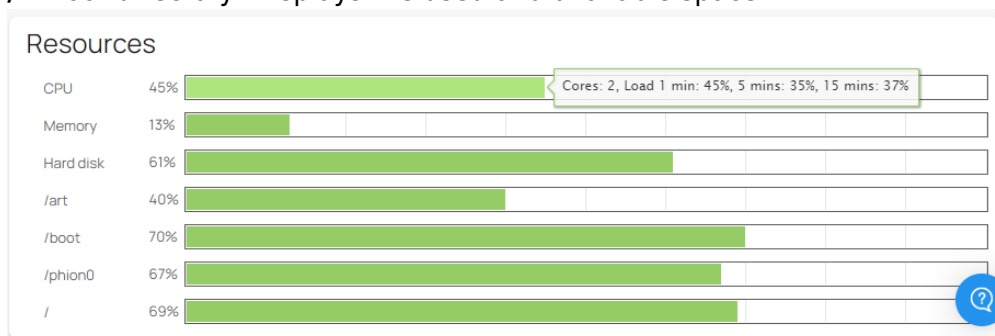 Resources
CPU 45% Cores: 2, Load 1 min: 45%, 5 mins: 35%, 15 mins: 37%
Memory 13%
Hard disk 61%
/art 40%
/boot 70%
/phion0 67%
/ 69%